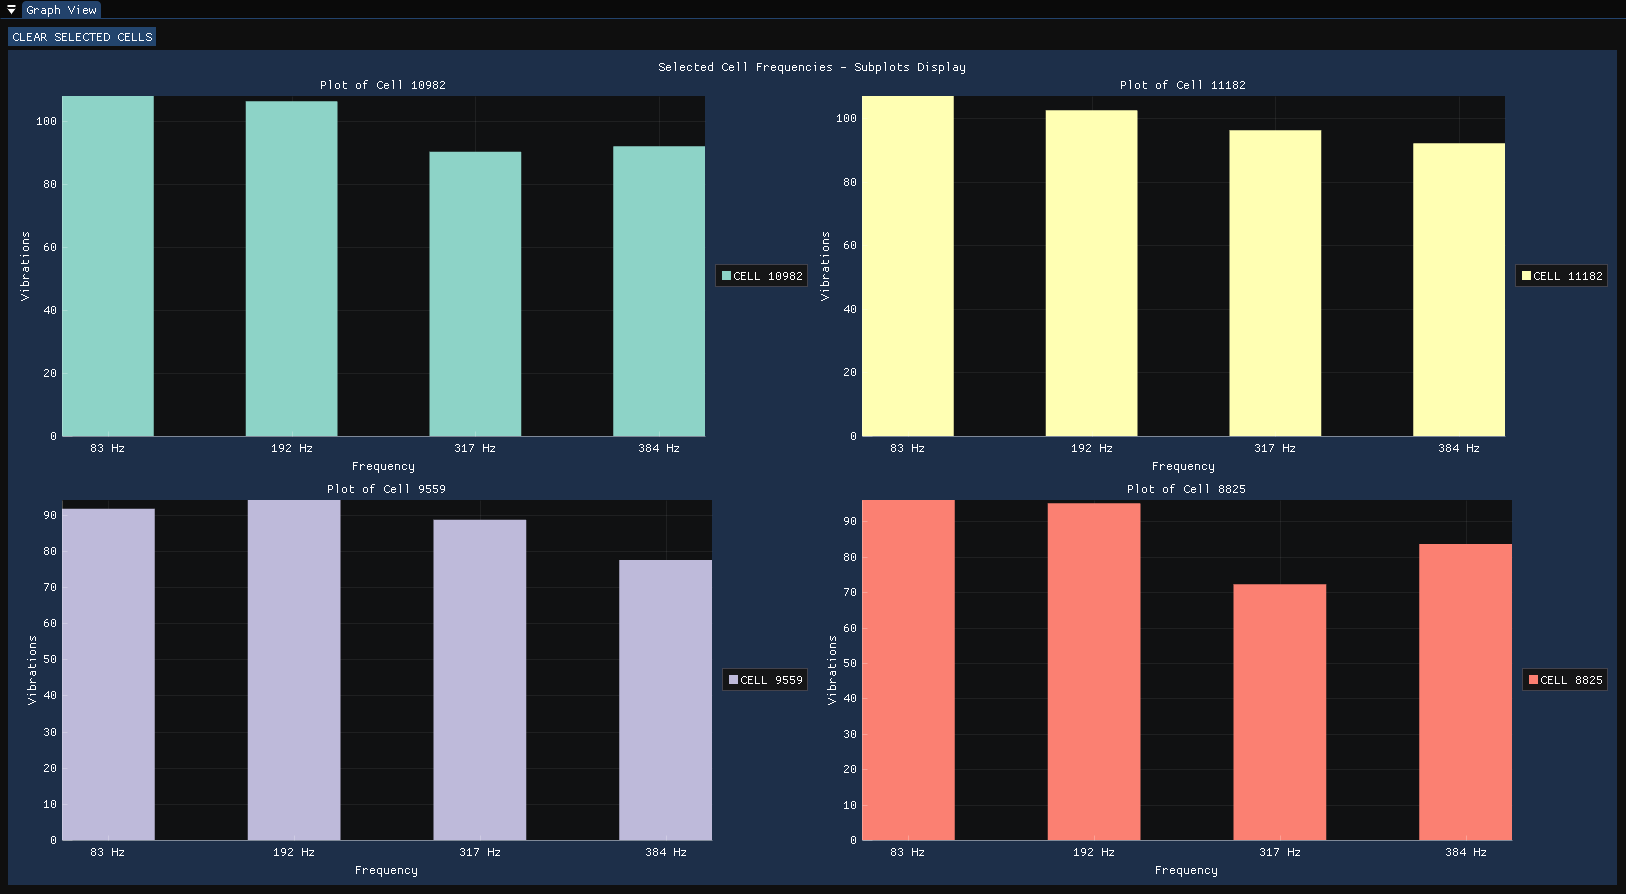 Graph View
CLEAR SELECTED CELLS
Selected Cell Frequencies - Subplots Display
Plot of Cell 10982
100
80
60
40
20
0
Vibrations
83 Hz 192 Hz 317 Hz 384 Hz
Frequency
CELL 10982
Plot of Cell 11182
100
80
60
40
20
0
Vibrations
83 Hz 192 Hz 317 Hz 384 Hz
Frequency
CELL 11182
Plot of Cell 9559
90
80
70
60
50
40
30
20
10
0
Vibrations
83 Hz 192 Hz 317 Hz 384 Hz
Frequency
CELL 9559
Plot of Cell 8825
90
80
70
60
50
40
30
20
10
0
Vibrations
83 Hz 192 Hz 317 Hz 384 Hz
Frequency
CELL 8825